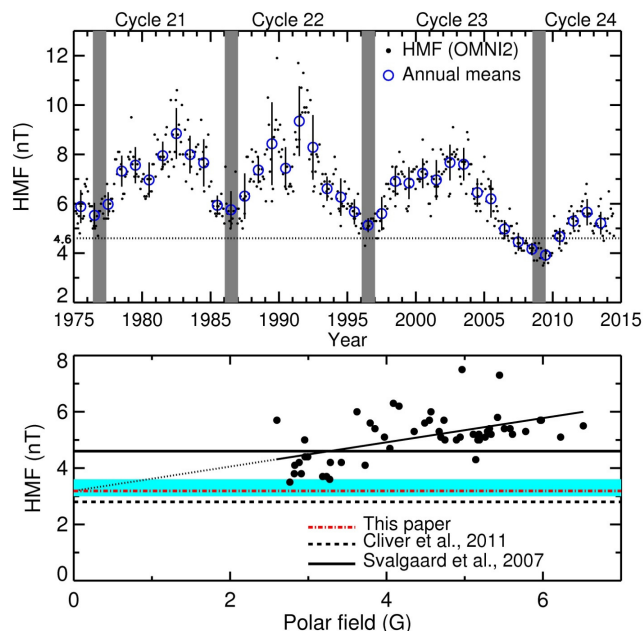 Cycle 21 Cycle 22 Cycle 23 Cycle 24
HMF (OMNI2)
Annual means
12
10
8
6
4.6
4
2
HMF (nT)
1975 1980 1985 1990 1995 2000 2005 2010 2015
Year
8
6
4
2
0
HMF (nT)
This paper
Cliver et al., 2011
Svalgaard et al., 2007
0 2 4 6
Polar field (G)